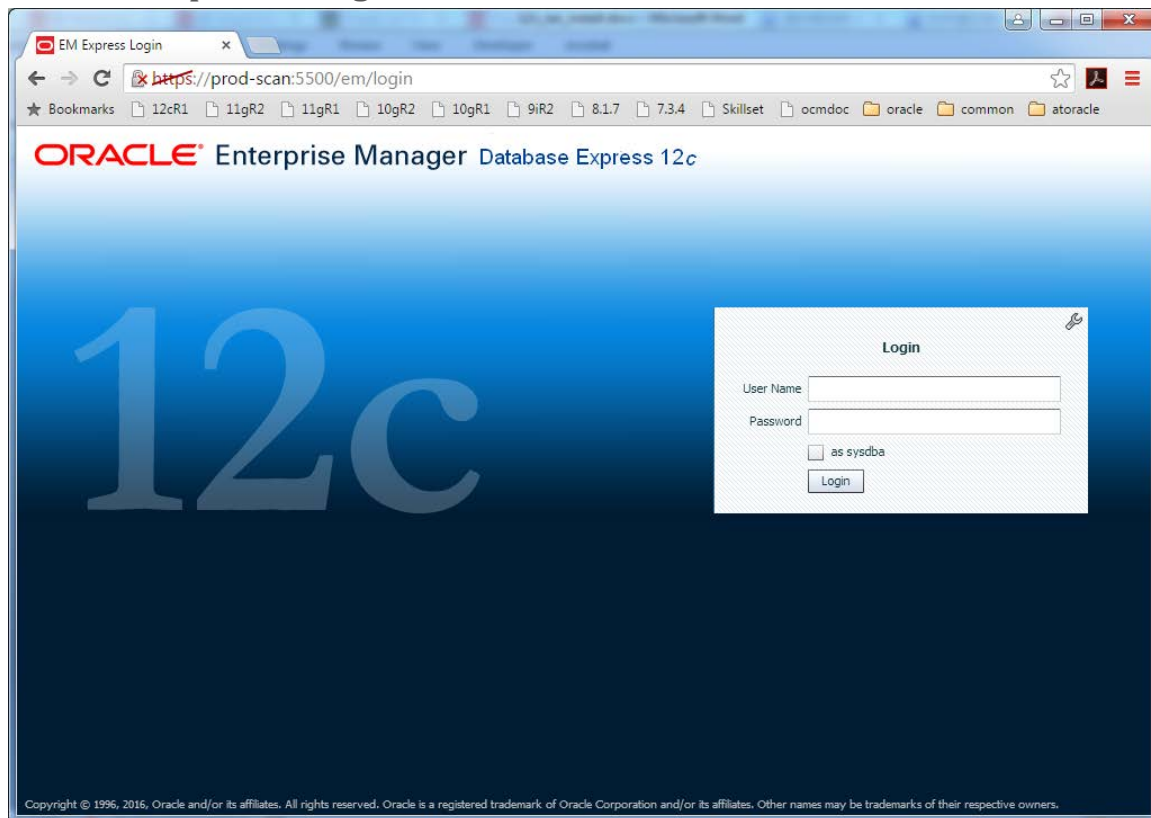 EM Express Login
https://prod-scan:5500/em/login
Bookmarks 12cR1 11gR2 11gR1 10gR2 10gR1 9iR2 8.1.7 7.3.4 Skillset ocmdoc oracle common atoracle
ORACLE® Enterprise Manager Database Express 12c
12c
Login
User Name
Password
as sysdba
Login
Copyright © 1996, 2016, Oracle and/or its affiliates. All rights reserved. Oracle is a registered trademark of Oracle Corporation and/or its affiliates. Other names may be trademarks of their respective owners.